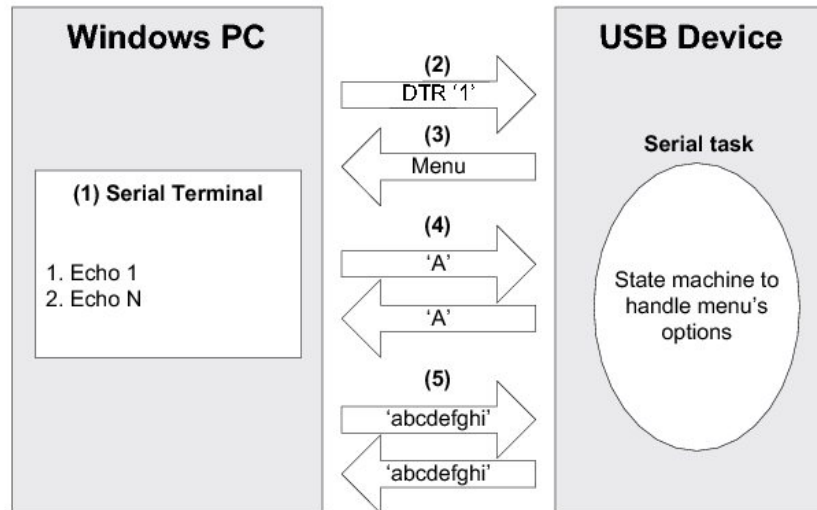 Windows PC
USB Device
(2)
DTR ‘1’
(3)
Menu
Serial task
(1) Serial Terminal
1. Echo 1
2. Echo N
(4)
‘A’
‘A’
State machine to
handle menu’s
options
(5)
‘abcdefghi’
‘abcdefghi’